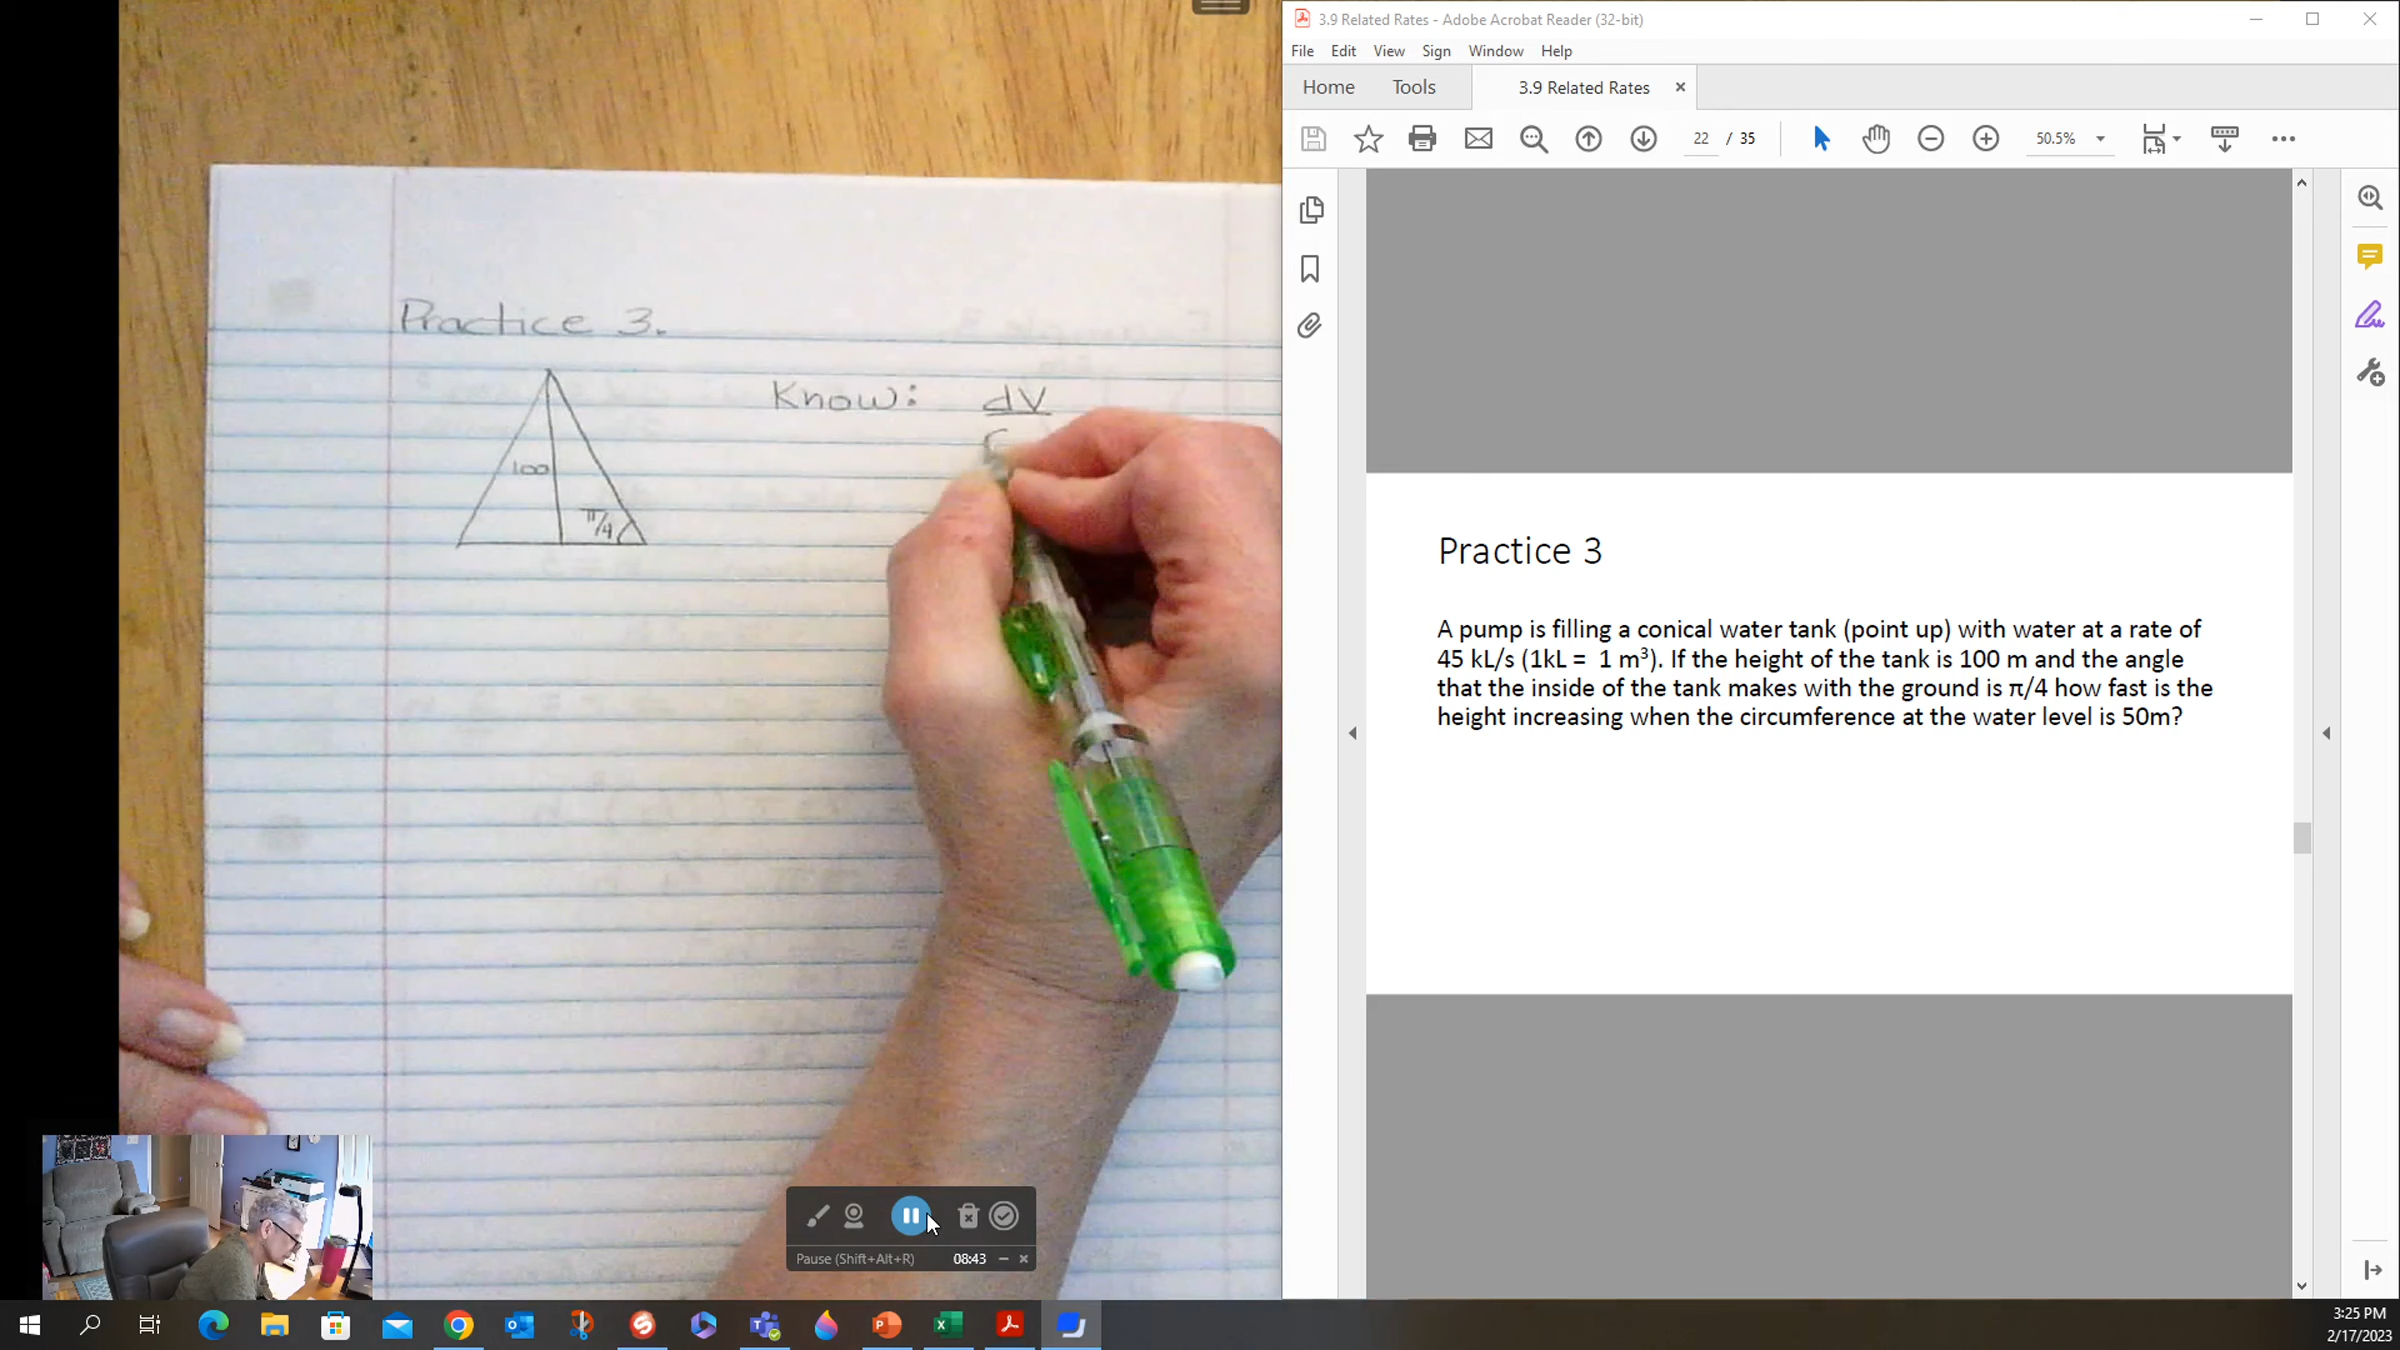 3.9 Related Rates - Adobe Acrobat Reader (32-bit)
File Edit View Sign Window Help
Home Tools 3.9 Related Rates
22 / 35 50.5%
Practice 3.
Know: dV
100
π/4
Practice 3
A pump is filling a conical water tank (point up) with water at a rate of
45 kL/s (1kL = 1 m³). If the height of the tank is 100 m and the angle
that the inside of the tank makes with the ground is π/4 how fast is the
height increasing when the circumference at the water level is 50m?
Pause (Shift+Alt+R) 08:43
3:25 PM
2/17/2023